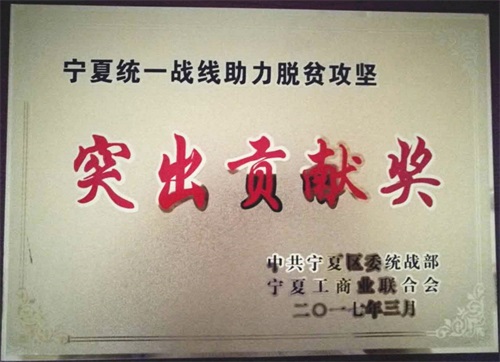 宁夏统一战线助力脱贫攻坚
突出贡献奖
中共宁夏区委统战部
宁夏工商业联合会
二〇一七年三月